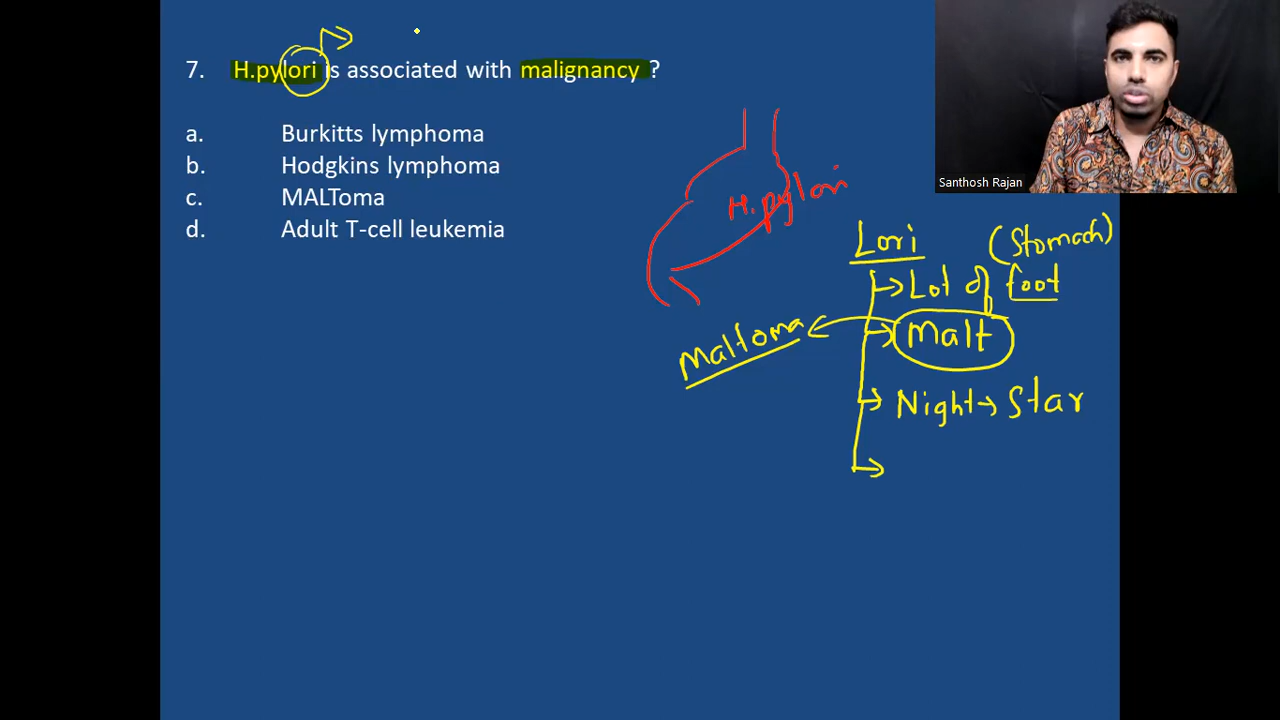 7. H.pylori is associated with malignancy ?
a. Burkitts lymphoma
b. Hodgkins lymphoma
c. MALToma
d. Adult T-cell leukemia
Santhosh Rajan
H. pylori
Lori (Stomach)
Lot of foot
Malt
Maltoma
Night → Star